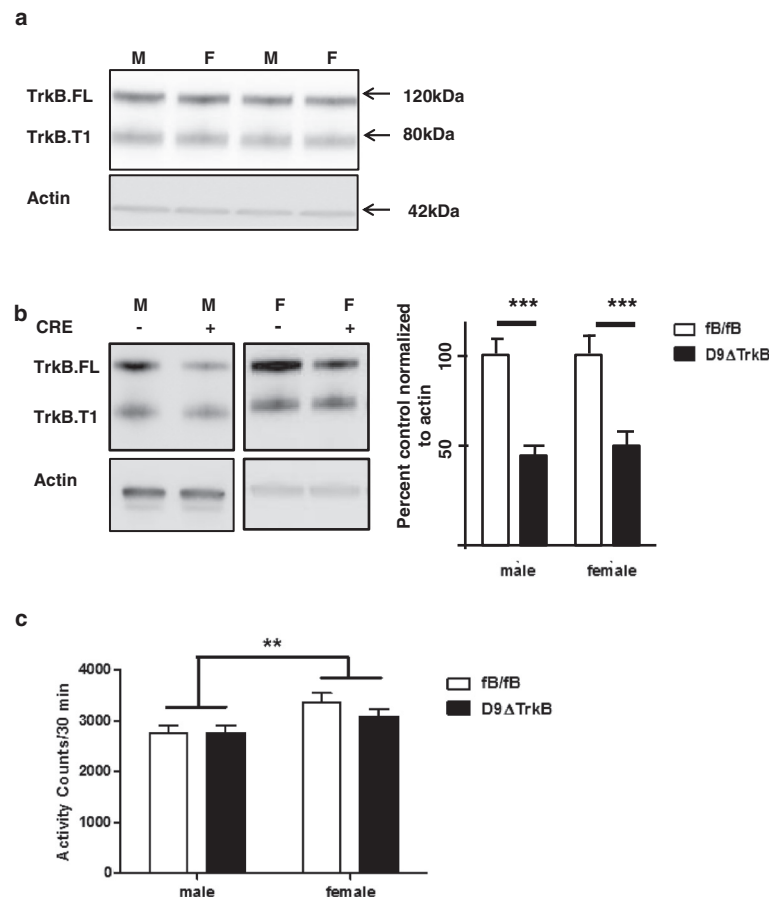 a
M F M F
TrkB.FL 120kDa
TrkB.T1 80kDa
Actin 42kDa
b
M M F F
CRE - + - +
TrkB.FL
TrkB.T1
Actin
Percent control normalized
to actin
100
50
*** ***
male female
fB/fB
D9ΔTrkB
c
**
Activity Counts/30 min
4000
3000
2000
1000
0
male female
fB/fB
D9ΔTrkB